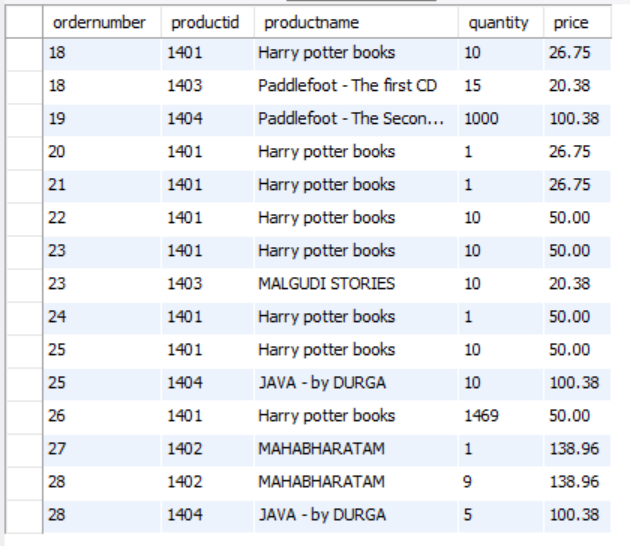 ordernumber productid productname quantity price
18 1401 Harry potter books 10 26.75
18 1403 Paddlefoot - The first CD 15 20.38
19 1404 Paddlefoot - The Secon... 1000 100.38
20 1401 Harry potter books 1 26.75
21 1401 Harry potter books 1 26.75
22 1401 Harry potter books 10 50.00
23 1401 Harry potter books 10 50.00
23 1403 MALGUDI STORIES 10 20.38
24 1401 Harry potter books 1 50.00
25 1401 Harry potter books 10 50.00
25 1404 JAVA - by DURGA 10 100.38
26 1401 Harry potter books 1469 50.00
27 1402 MAHABHARATAM 1 138.96
28 1402 MAHABHARATAM 9 138.96
28 1404 JAVA - by DURGA 5 100.38